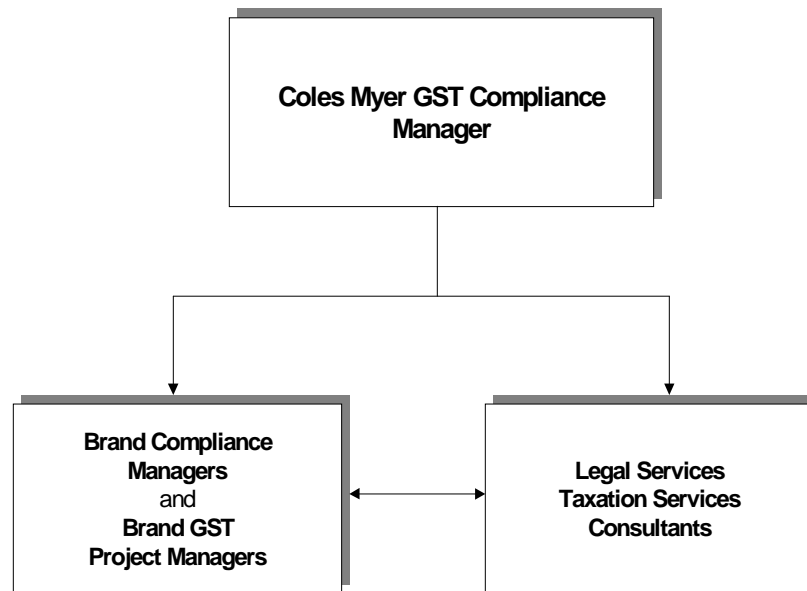 Coles Myer GST Compliance
Manager
Brand Compliance
Managers
and
Brand GST
Project Managers
Legal Services
Taxation Services
Consultants